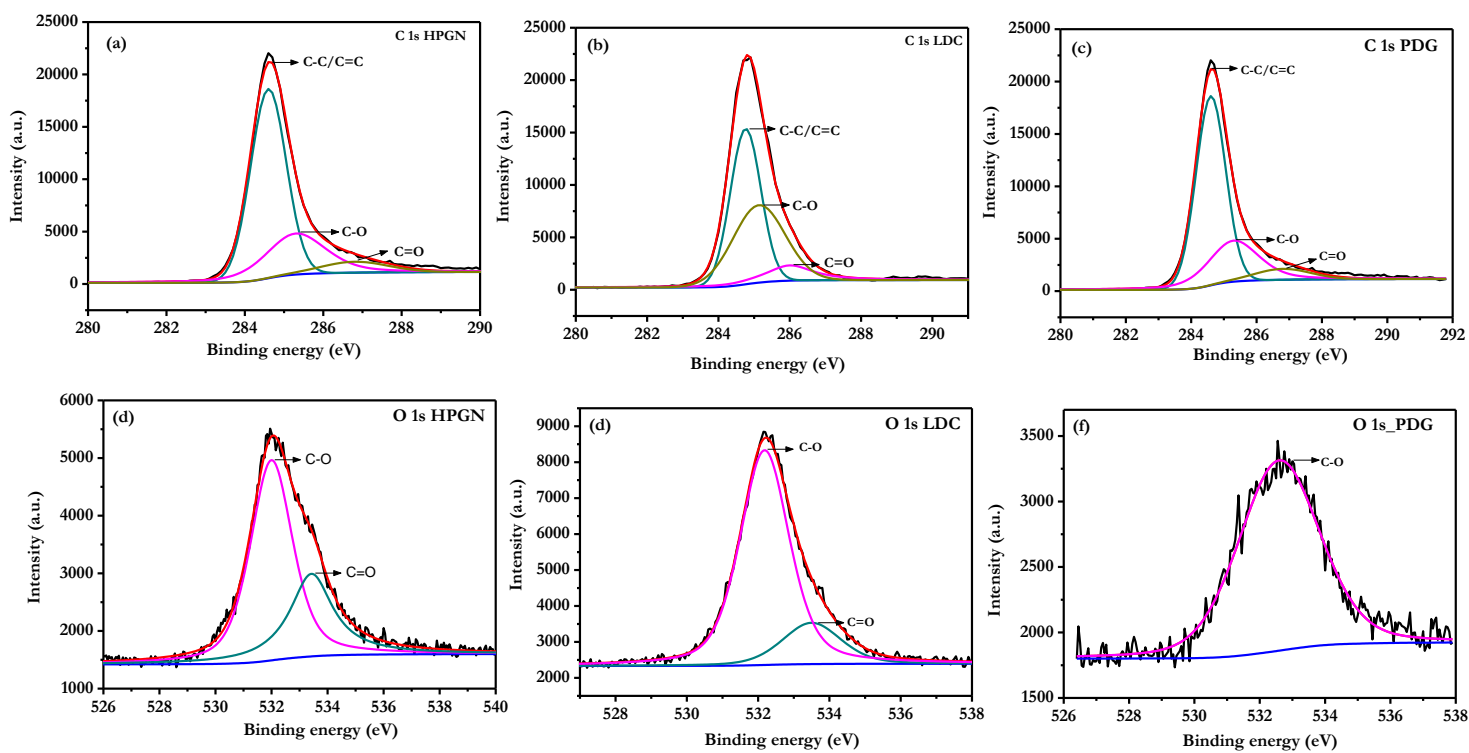 (a)
C 1s HPGN
C-C/C=C
C-O
C=O
Intensity (a.u.)
25000
20000
15000
10000
5000
0
280 282 284 286 288 290
Binding energy (eV)
(b)
C 1s LDC
C-C/C=C
C-O
C=O
Intensity (a.u.)
25000
20000
15000
10000
5000
0
280 282 284 286 288 290
Binding energy (eV)
(c)
C 1s PDG
C-C/C=C
C-O
C=O
Intensity (a.u.)
25000
20000
15000
10000
5000
0
280 282 284 286 288 290 292
Binding energy (eV)
(d)
O 1s HPGN
C-O
C=O
Intensity (a.u.)
6000
5000
4000
3000
2000
1000
526 528 530 532 534 536 538 540
Binding energy (eV)
(d)
O 1s LDC
C-O
C=O
Intensity (a.u.)
9000
8000
7000
6000
5000
4000
3000
2000
528 530 532 534 536 538
Binding energy (eV)
(f)
O 1s_PDG
C-O
Intensity (a.u.)
3500
3000
2500
2000
1500
526 528 530 532 534 536 538
Binding energy (eV)